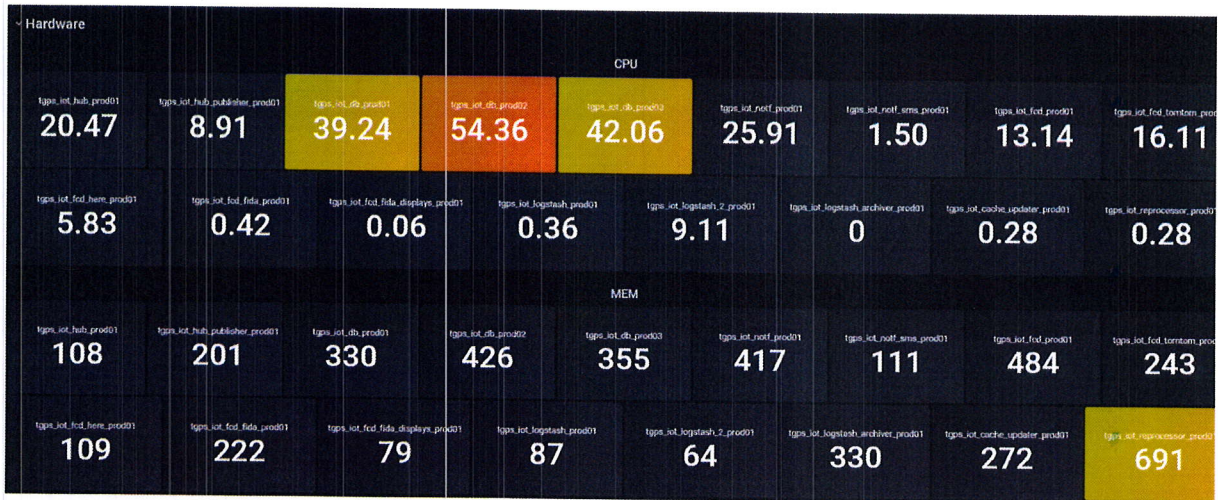 Hardware
CPU
tgps_iot_hub_prod01 tgps_iot_hub_publisher_prod01 tgps_iot_db_prod01 tgps_iot_db_prod02 tgps_iot_db_prod03 tgps_iot_notf_prod01 tgps_iot_notf_sms_prod01 tgps_iot_fcd_prod01 tgps_iot_fcd_tomtom_prod
20.47 8.91 39.24 54.36 42.06 25.91 1.50 13.14 16.11
tgps_iot_fcd_here_prod01 tgps_iot_fcd_fida_prod01 tgps_iot_fcd_fida_displays_prod01 tgps_iot_logstash_prod01 tgps_iot_logstash_2_prod01 tgps_iot_logstash_archiver_prod01 tgps_iot_cache_updater_prod01 tgps_iot_reprocessor_prod01
5.83 0.42 0.06 0.36 9.11 0 0.28 0.28
MEM
tgps_iot_hub_prod01 tgps_iot_hub_publisher_prod01 tgps_iot_db_prod01 tgps_iot_db_prod02 tgps_iot_db_prod03 tgps_iot_notf_prod01 tgps_iot_notf_sms_prod01 tgps_iot_fcd_prod01 tgps_iot_fcd_tomtom_prod
108 201 330 426 355 417 111 484 243
tgps_iot_fcd_here_prod01 tgps_iot_fcd_fida_prod01 tgps_iot_fcd_fida_displays_prod01 tgps_iot_logstash_prod01 tgps_iot_logstash_2_prod01 tgps_iot_logstash_archiver_prod01 tgps_iot_cache_updater_prod01 tgps_iot_reprocessor_prod01
109 222 79 87 64 330 272 691